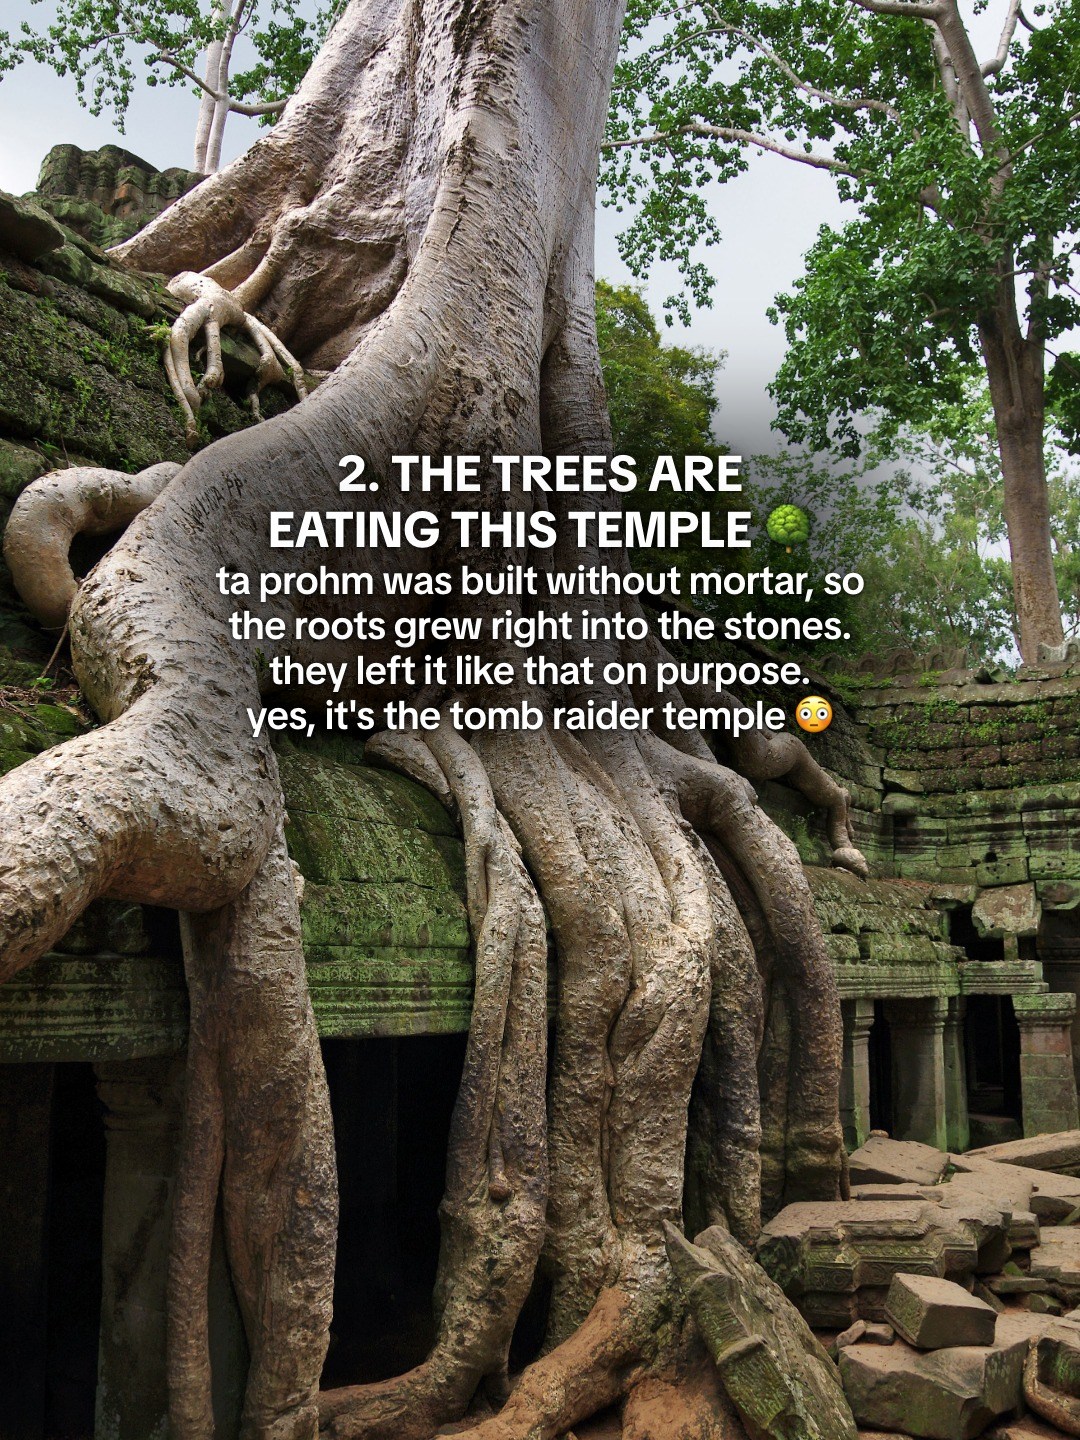 2. THE TREES ARE
EATING THIS TEMPLE 🌳
ta prohm was built without mortar, so
the roots grew right into the stones.
they left it like that on purpose.
yes, it's the tomb raider temple 😳